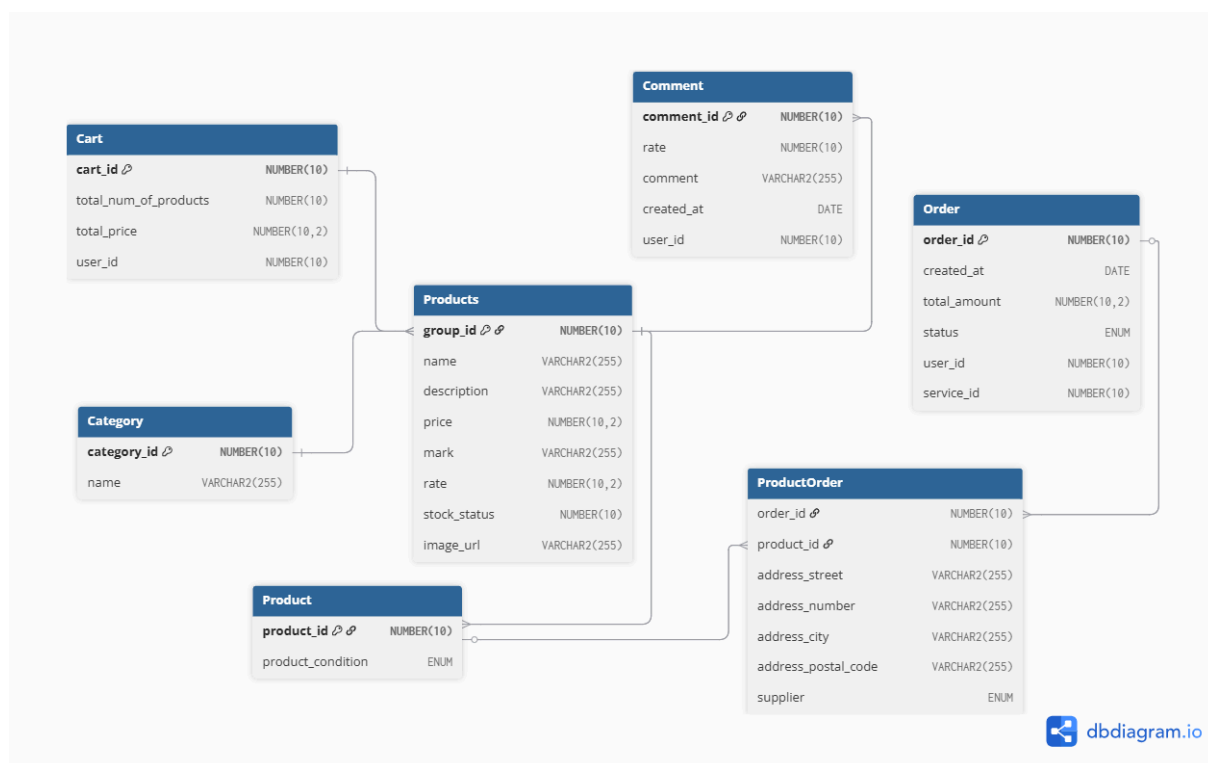 Comment
comment_id NUMBER(10)
rate NUMBER(10)
comment VARCHAR2(255)
created_at DATE
user_id NUMBER(10)
Cart
cart_id NUMBER(10)
total_num_of_products NUMBER(10)
total_price NUMBER(10,2)
user_id NUMBER(10)
Order
order_id NUMBER(10)
created_at DATE
total_amount NUMBER(10,2)
status ENUM
user_id NUMBER(10)
service_id NUMBER(10)
Products
group_id NUMBER(10)
name VARCHAR2(255)
description VARCHAR2(255)
price NUMBER(10,2)
mark VARCHAR2(255)
rate NUMBER(10,2)
stock_status NUMBER(10)
image_url VARCHAR2(255)
Category
category_id NUMBER(10)
name VARCHAR2(255)
ProductOrder
order_id NUMBER(10)
product_id NUMBER(10)
address_street VARCHAR2(255)
address_number VARCHAR2(255)
address_city VARCHAR2(255)
address_postal_code VARCHAR2(255)
supplier ENUM
Product
product_id NUMBER(10)
product_condition ENUM
dbdiagram.io